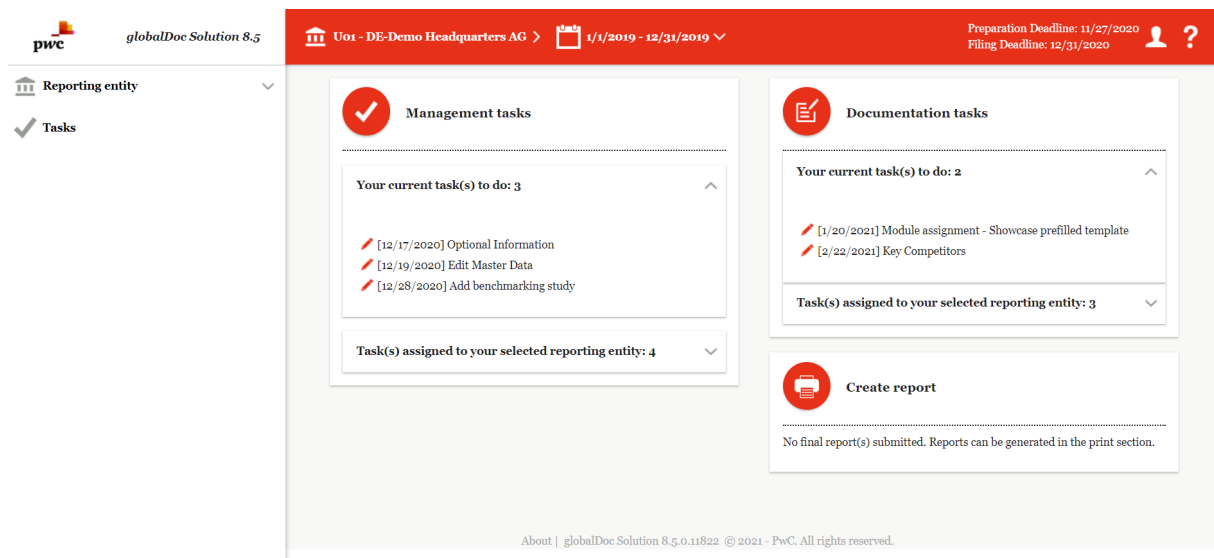 pwc
globalDoc Solution 8.5
U01 - DE-Demo Headquarters AG
1/1/2019 - 12/31/2019
Preparation Deadline: 11/27/2020
Filing Deadline: 12/31/2020
?
Reporting entity
Tasks
Management tasks
Your current task(s) to do: 3
[12/17/2020] Optional Information
[12/19/2020] Edit Master Data
[12/28/2020] Add benchmarking study
Task(s) assigned to your selected reporting entity: 4
Documentation tasks
Your current task(s) to do: 2
[1/20/2021] Module assignment - Showcase prefilled template
[2/22/2021] Key Competitors
Task(s) assigned to your selected reporting entity: 3
Create report
No final report(s) submitted. Reports can be generated in the print section.
About | globalDoc Solution 8.5.0.11822 © 2021 - PwC. All rights reserved.